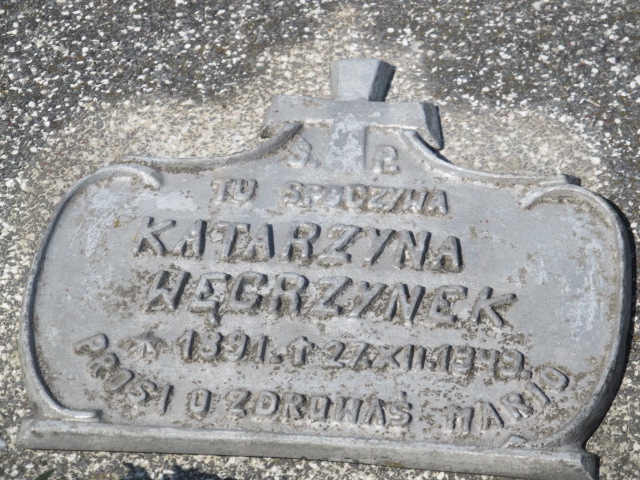 Ś. P.
TU SPOCZYWA
KATARZYNA
WĘGRZYNEK
* 1891. † 27.XII.1949.
PROSI O ZDROWAŚ MARIO